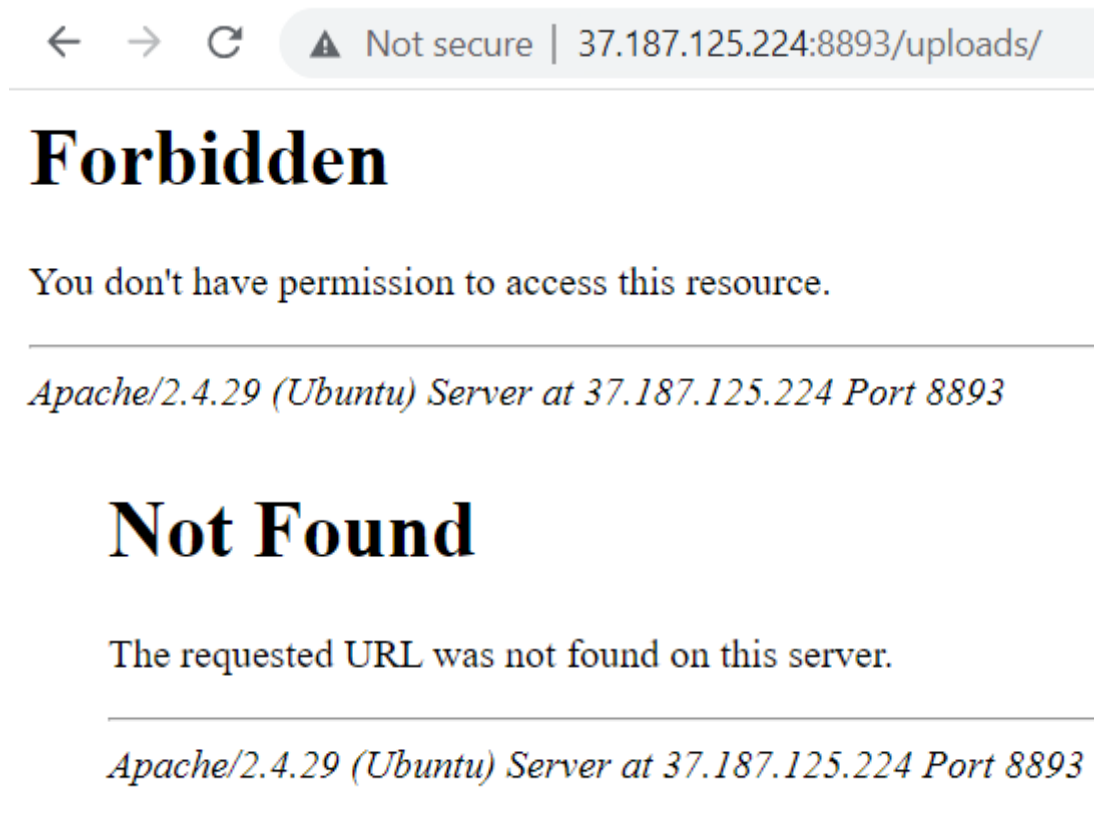 Not secure | 37.187.125.224:8893/uploads/
Forbidden
You don't have permission to access this resource.
Apache/2.4.29 (Ubuntu) Server at 37.187.125.224 Port 8893
Not Found
The requested URL was not found on this server.
Apache/2.4.29 (Ubuntu) Server at 37.187.125.224 Port 8893